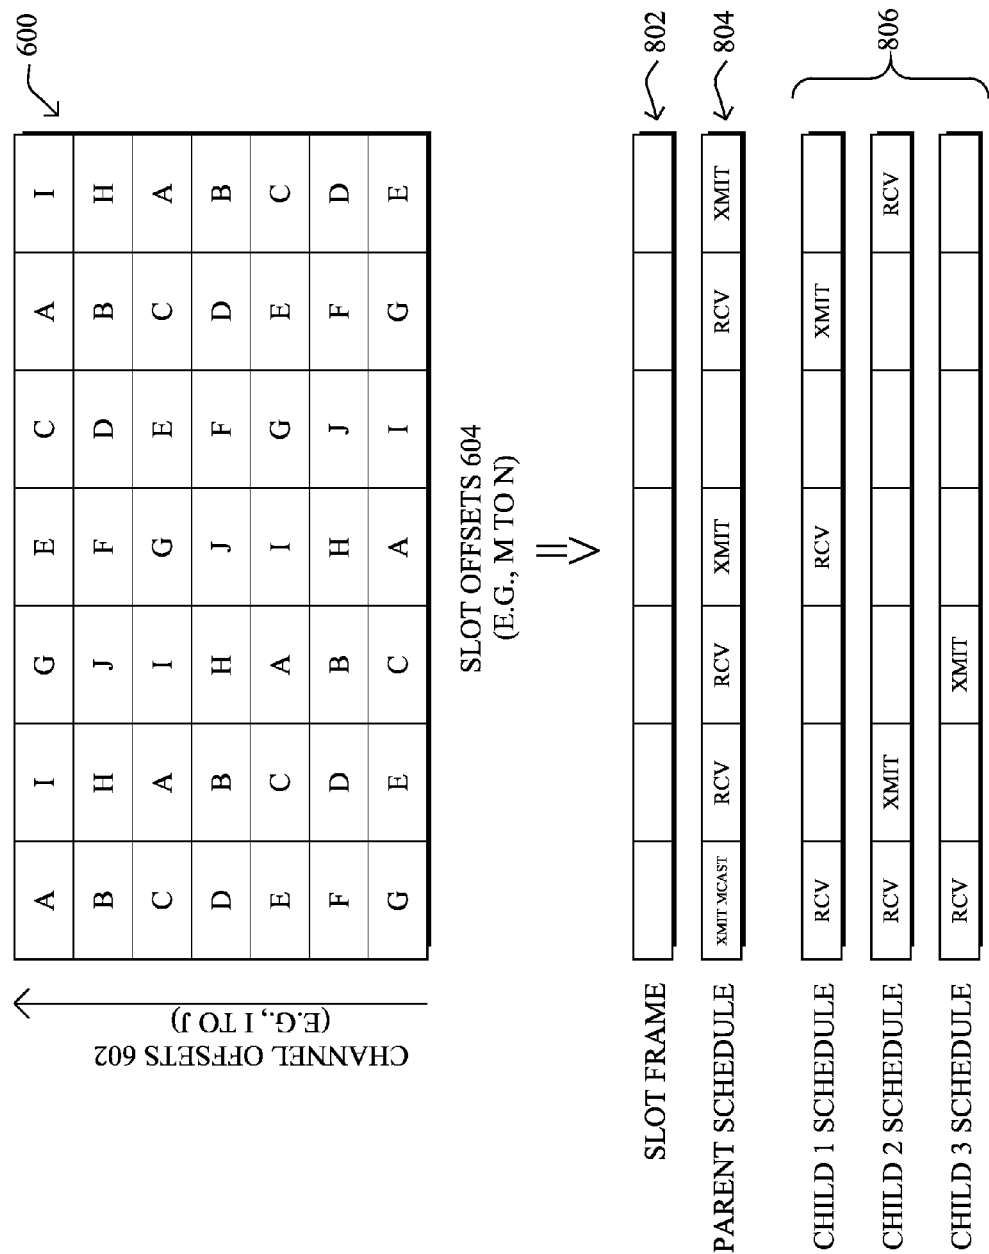 600
CHANNEL OFFSETS 602
(E.G., I TO J)
A I G E C A I
B H J F D B H
C A I G E C A
D B H J F D B
E C A I G E C
F D B H J F D
G E C A I G E
SLOT OFFSETS 604
(E.G., M TO N)
SLOT FRAME 802
PARENT SCHEDULE XMIT MCAST RCV RCV XMIT RCV XMIT 804
CHILD 1 SCHEDULE RCV RCV XMIT
CHILD 2 SCHEDULE RCV XMIT RCV
CHILD 3 SCHEDULE RCV XMIT
806